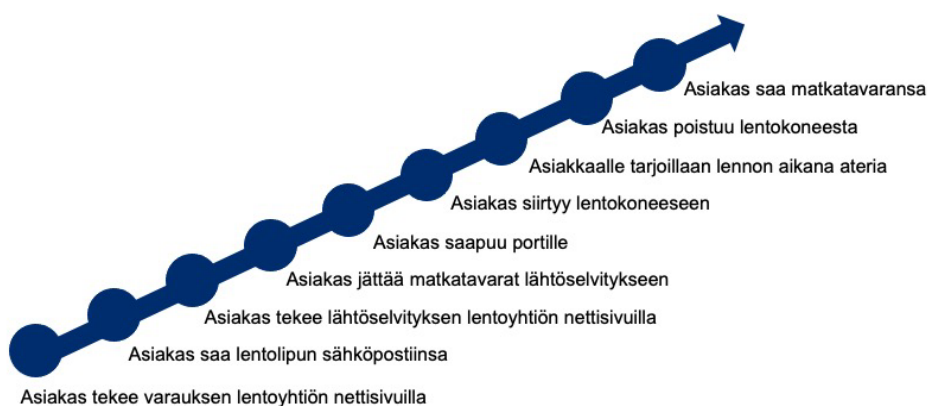 Asiakas saa matkatavaransa
Asiakas poistuu lentokoneesta
Asiakkaalle tarjoillaan lennon aikana ateria
Asiakas siirtyy lentokoneeseen
Asiakas saapuu portille
Asiakas jättää matkatavarat lähtöselvitykseen
Asiakas tekee lähtöselvityksen lentoyhtiön nettisivuilla
Asiakas saa lentolipun sähköpostiinsa
Asiakas tekee varauksen lentoyhtiön nettisivuilla